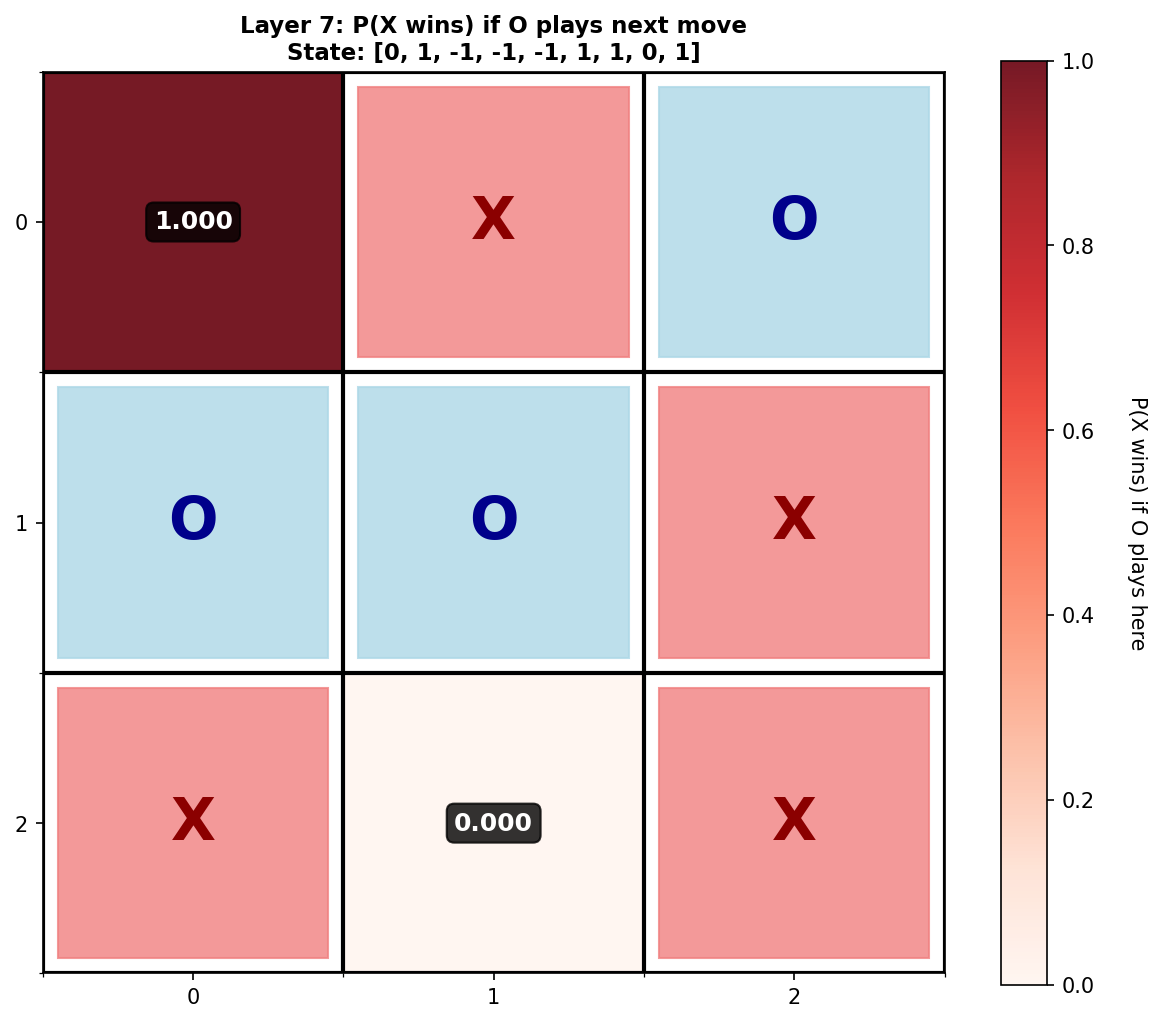 Layer 7: P(X wins) if O plays next move
State: [0, 1, -1, -1, -1, 1, 1, 0, 1]
0
1.000
X
O
1
O
O
X
2
X
0.000
X
0
1
2
1.0
0.8
0.6
0.4
0.2
0.0
P(X wins) if O plays here